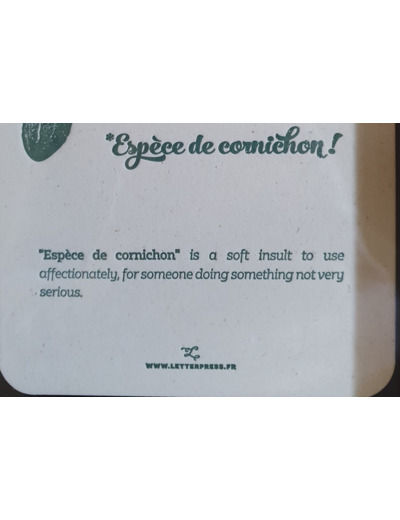 *Espèce de cornichon !
"Espèce de cornichon" is a soft insult to use
affectionately, for someone doing something not very
serious.
WWW.LETTERPRESS.FR